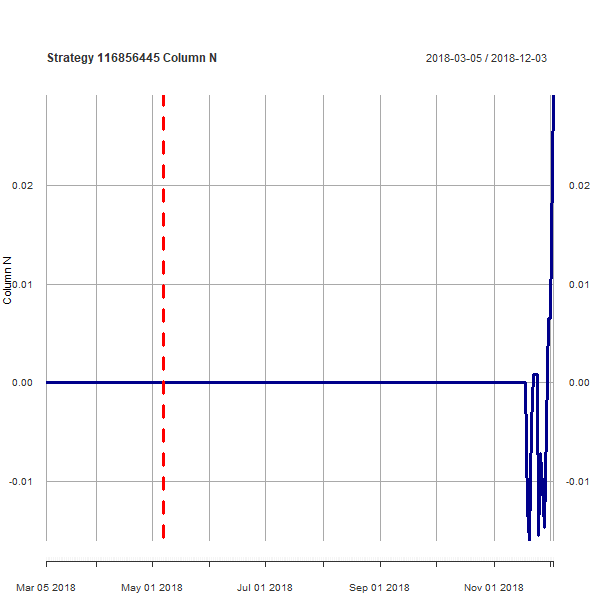 Strategy 116856445 Column N
2018-03-05 / 2018-12-03
Column N
0.02
0.01
0.00
-0.01
0.02
0.01
0.00
-0.01
Mar 05 2018
May 01 2018
Jul 01 2018
Sep 01 2018
Nov 01 2018